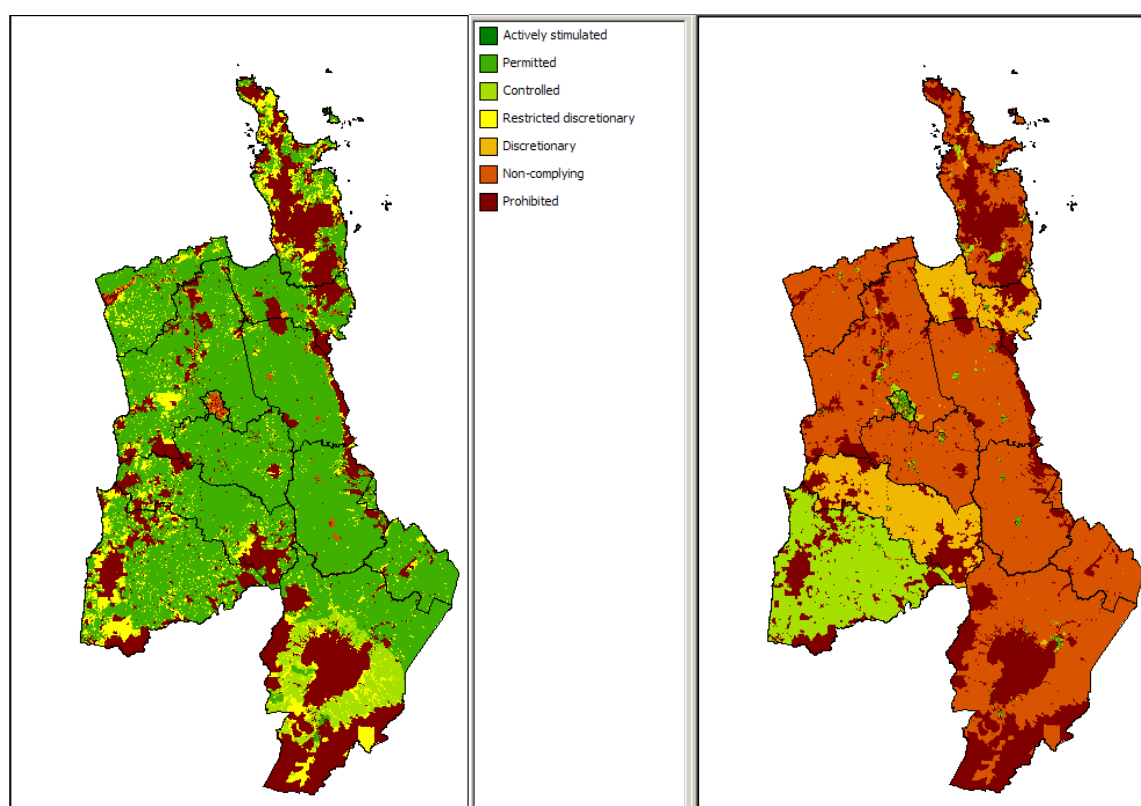 Actively stimulated
Permitted
Controlled
Restricted discretionary
Discretionary
Non-complying
Prohibited